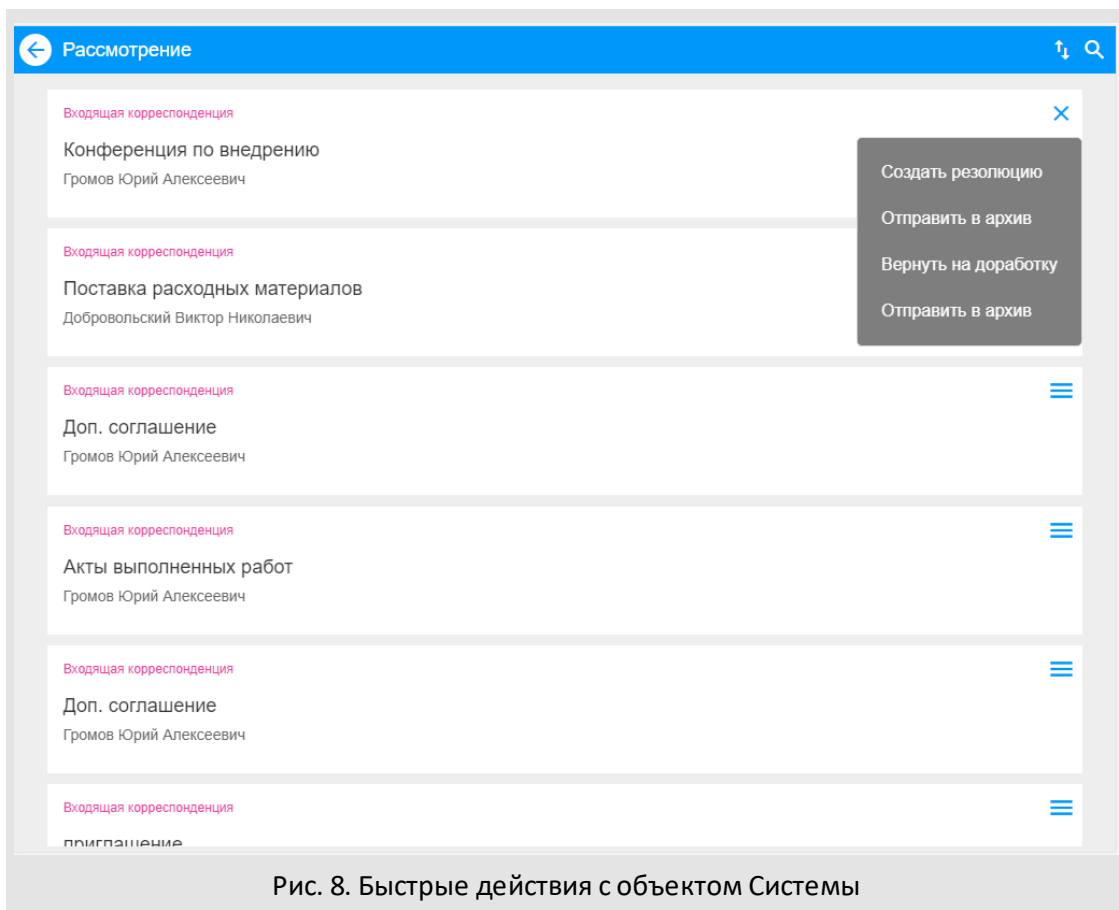 Рассмотрение
Входящая корреспонденция
Конференция по внедрению
Громов Юрий Алексеевич
Создать резолюцию
Отправить в архив
Вернуть на доработку
Отправить в архив
Входящая корреспонденция
Поставка расходных материалов
Добровольский Виктор Николаевич
Входящая корреспонденция
Доп. соглашение
Громов Юрий Алексеевич
Входящая корреспонденция
Акты выполненных работ
Громов Юрий Алексеевич
Входящая корреспонденция
Доп. соглашение
Громов Юрий Алексеевич
Входящая корреспонденция
приглашение
Рис. 8. Быстрые действия с объектом Системы